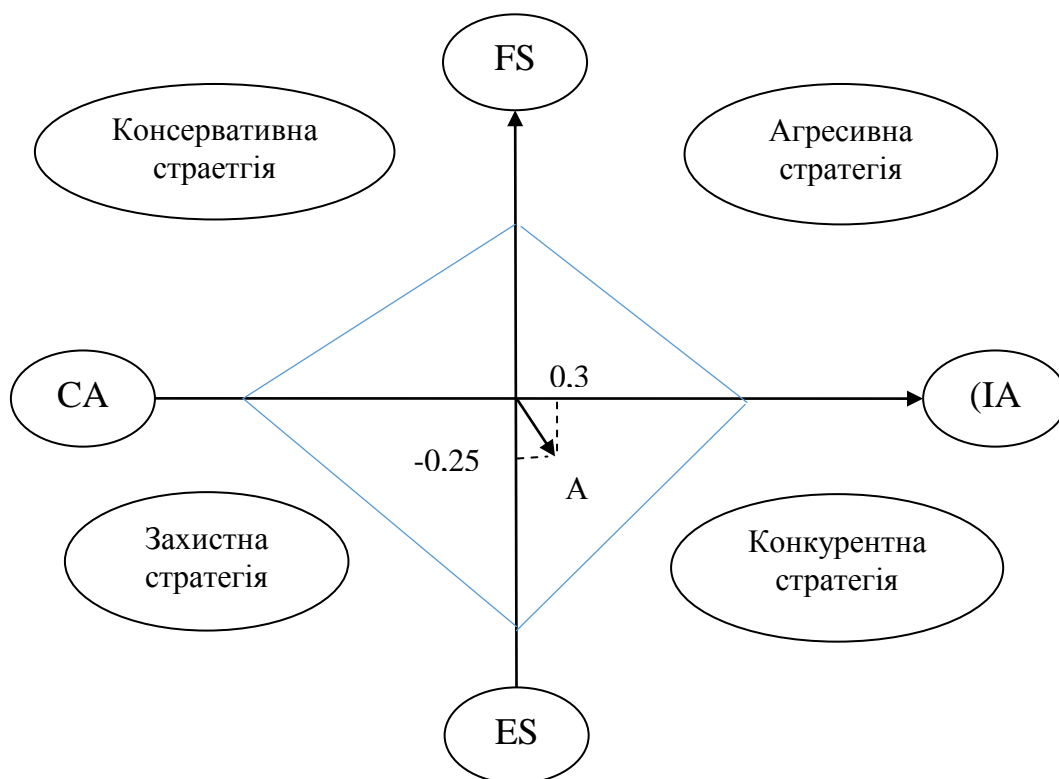 FS
Консервативна
страетгія
Агресивна
стратегія
0.3
CA
(IA
-0.25
A
Захистна
стратегія
Конкурентна
стратегія
ES